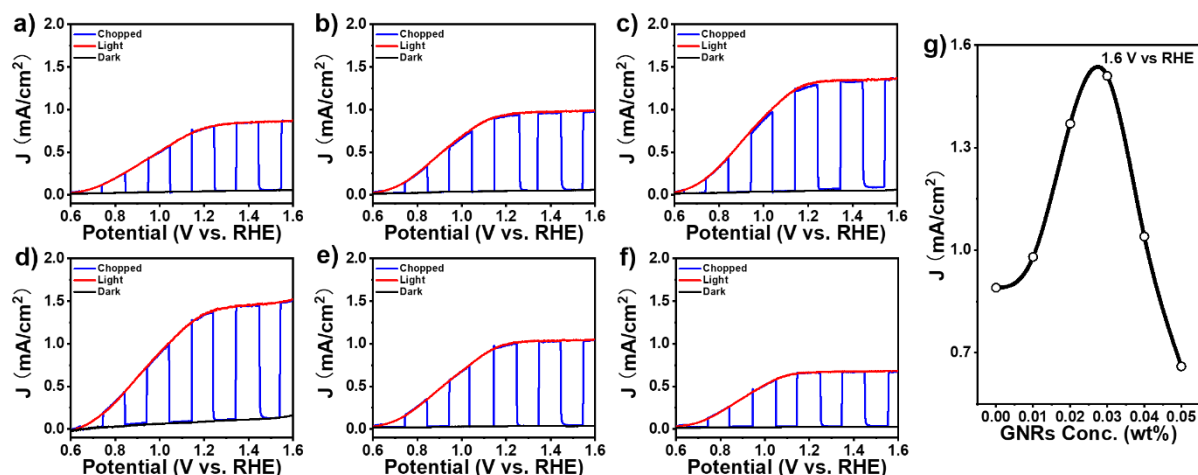 a)
2.0
1.5
1.0
0.5
0.0
J (mA/cm²)
Chopped
Light
Dark
0.6 0.8 1.0 1.2 1.4 1.6
Potential (V vs. RHE)
b)
2.0
1.5
1.0
0.5
0.0
J (mA/cm²)
Chopped
Light
Dark
0.6 0.8 1.0 1.2 1.4 1.6
Potential (V vs. RHE)
c)
2.0
1.5
1.0
0.5
0.0
J (mA/cm²)
Chopped
Light
Dark
0.6 0.8 1.0 1.2 1.4 1.6
Potential (V vs. RHE)
d)
2.0
1.5
1.0
0.5
0.0
J (mA/cm²)
Chopped
Light
Dark
0.6 0.8 1.0 1.2 1.4 1.6
Potential (V vs. RHE)
e)
2.0
1.5
1.0
0.5
0.0
J (mA/cm²)
Chopped
Light
Dark
0.6 0.8 1.0 1.2 1.4 1.6
Potential (V vs. RHE)
f)
2.0
1.5
1.0
0.5
0.0
J (mA/cm²)
Chopped
Light
Dark
0.6 0.8 1.0 1.2 1.4 1.6
Potential (V vs. RHE)
g)
1.6
1.3
1.0
0.7
J (mA/cm²)
1.6 V vs RHE
0.00 0.01 0.02 0.03 0.04 0.05
GNRs Conc. (wt%)